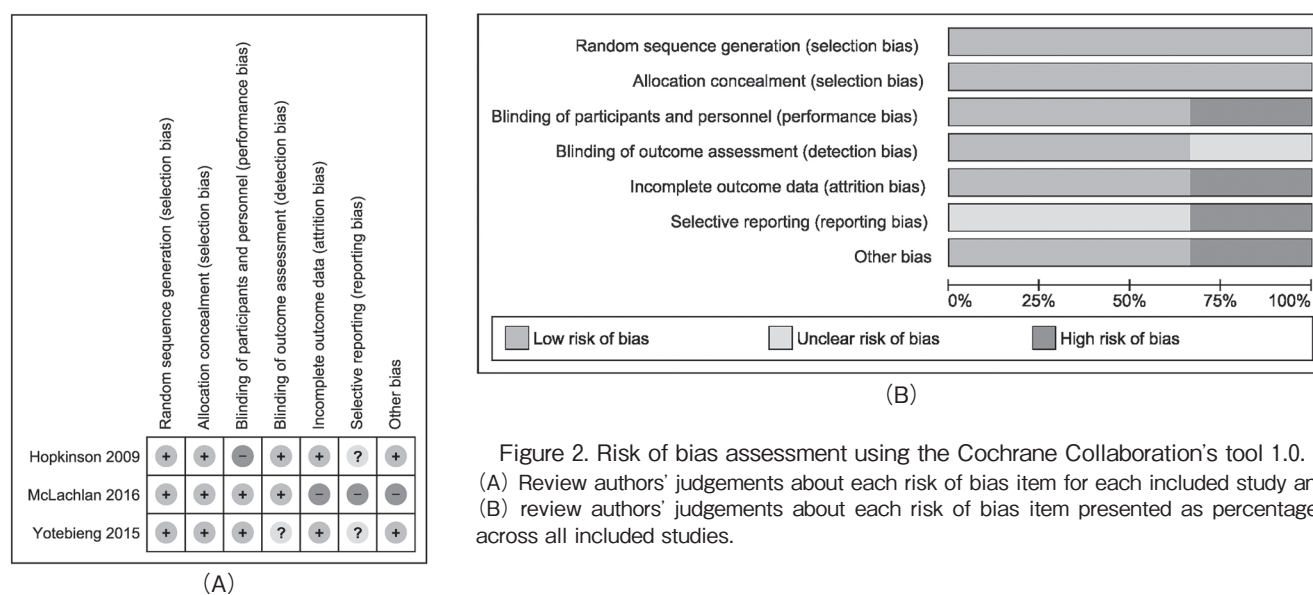 Random sequence generation (selection bias)
Allocation concealment (selection bias)
Blinding of participants and personnel (performance bias)
Blinding of outcome assessment (detection bias)
Incomplete outcome data (attrition bias)
Selective reporting (reporting bias)
Other bias
Hopkinson 2009 + + − + + ? +
McLachlan 2016 + + + + − − −
Yotebieng 2015 + + + ? + ? +
(A)
Random sequence generation (selection bias)
Allocation concealment (selection bias)
Blinding of participants and personnel (performance bias)
Blinding of outcome assessment (detection bias)
Incomplete outcome data (attrition bias)
Selective reporting (reporting bias)
Other bias
0% 25% 50% 75% 100%
Low risk of bias Unclear risk of bias High risk of bias
(B)
Figure 2. Risk of bias assessment using the Cochrane Collaboration's tool 1.0.
(A) Review authors' judgements about each risk of bias item for each included study an
(B) review authors' judgements about each risk of bias item presented as percentage
across all included studies.